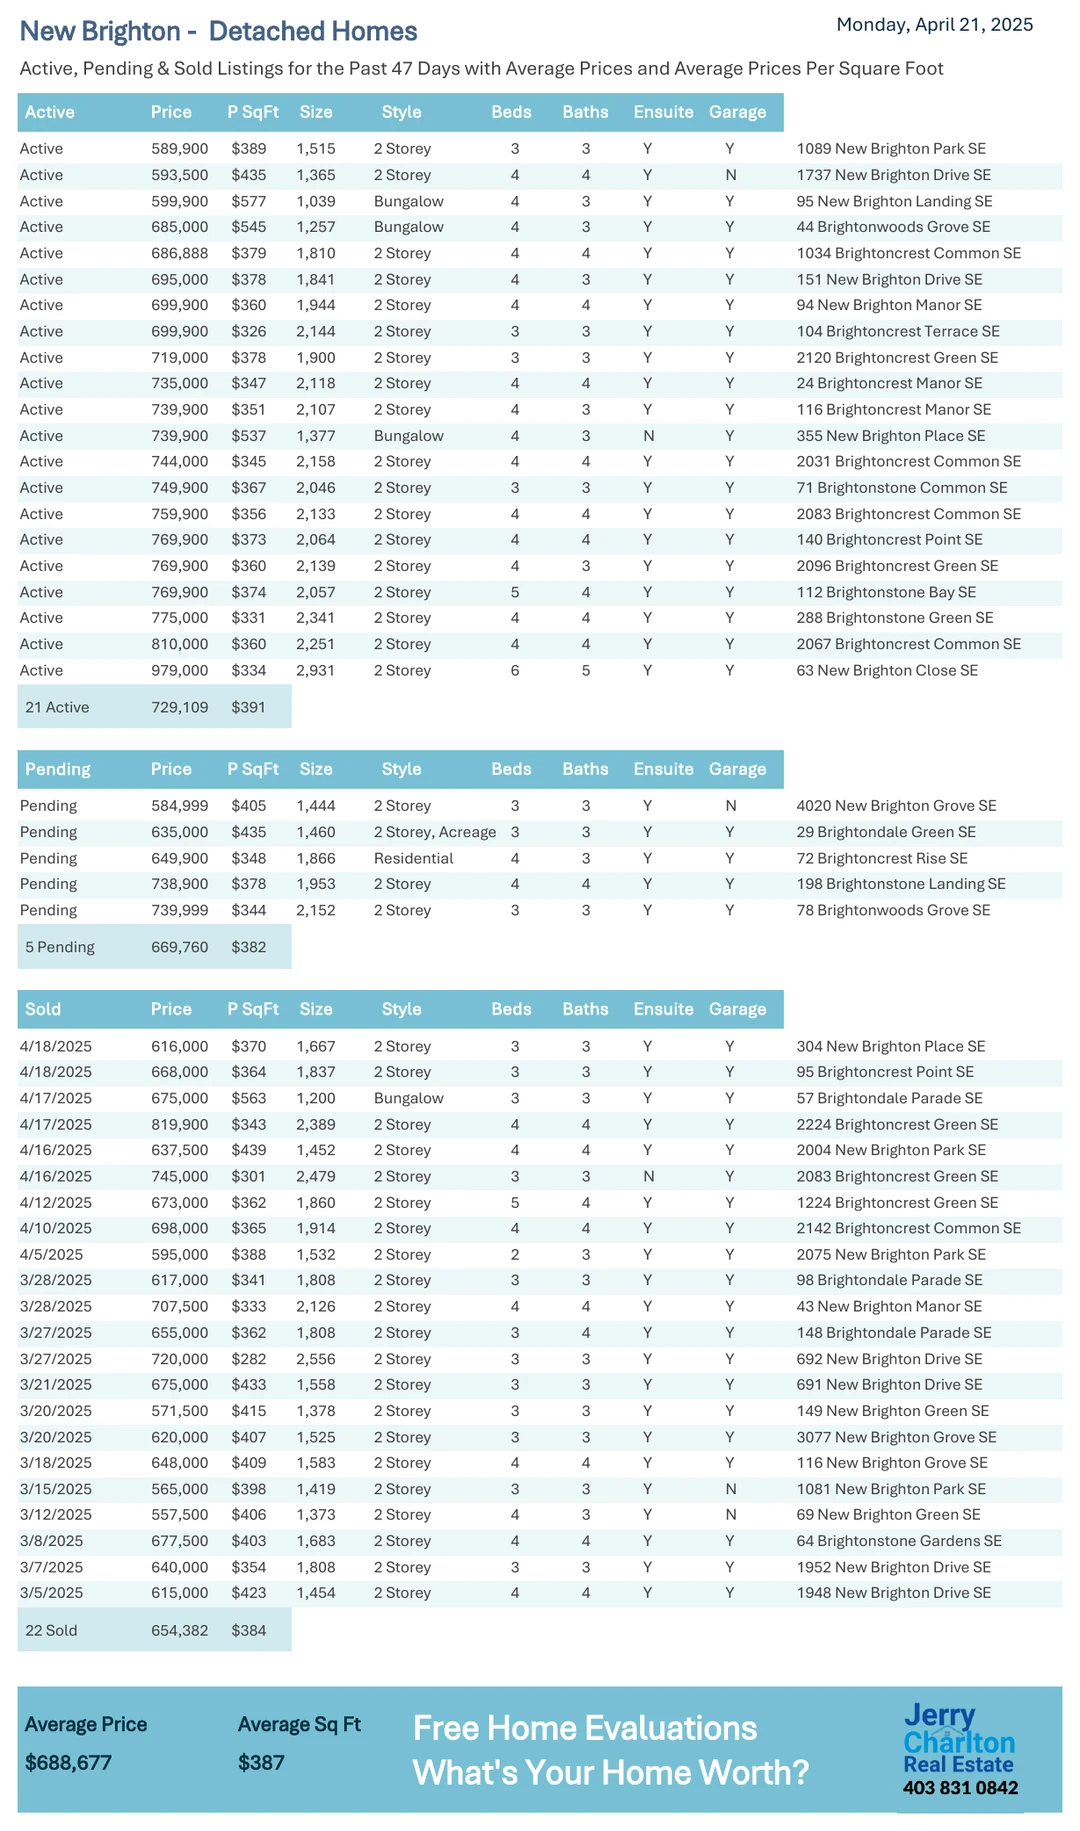 New Brighton - Detached Homes
Monday, April 21, 2025
Active, Pending & Sold Listings for the Past 47 Days with Average Prices and Average Prices Per Square Foot
Active Price P SqFt Size Style Beds Baths Ensuite Garage
Active 589,900 $389 1,515 2 Storey 3 3 Y Y 1089 New Brighton Park SE
Active 593,500 $435 1,365 2 Storey 4 4 Y N 1737 New Brighton Drive SE
Active 599,900 $577 1,039 Bungalow 4 3 Y Y 95 New Brighton Landing SE
Active 685,000 $545 1,257 Bungalow 4 3 Y Y 44 Brightonwoods Grove SE
Active 686,888 $379 1,810 2 Storey 4 4 Y Y 1034 Brightoncrest Common SE
Active 695,000 $378 1,841 2 Storey 4 3 Y Y 151 New Brighton Drive SE
Active 699,900 $360 1,944 2 Storey 4 4 Y Y 94 New Brighton Manor SE
Active 699,900 $326 2,144 2 Storey 3 3 Y Y 104 Brightoncrest Terrace SE
Active 719,000 $378 1,900 2 Storey 3 3 Y Y 2120 Brightoncrest Green SE
Active 735,000 $347 2,118 2 Storey 4 4 Y Y 24 Brightoncrest Manor SE
Active 739,900 $351 2,107 2 Storey 4 3 Y Y 116 Brightoncrest Manor SE
Active 739,900 $537 1,377 Bungalow 4 3 N Y 355 New Brighton Place SE
Active 744,000 $345 2,158 2 Storey 4 4 Y Y 2031 Brightoncrest Common SE
Active 749,900 $367 2,046 2 Storey 3 3 Y Y 71 Brightonstone Common SE
Active 759,900 $356 2,133 2 Storey 4 4 Y Y 2083 Brightoncrest Common SE
Active 769,900 $373 2,064 2 Storey 4 4 Y Y 140 Brightoncrest Point SE
Active 769,900 $360 2,139 2 Storey 4 3 Y Y 2096 Brightoncrest Green SE
Active 769,900 $374 2,057 2 Storey 5 4 Y Y 112 Brightonstone Bay SE
Active 775,000 $331 2,341 2 Storey 4 4 Y Y 288 Brightonstone Green SE
Active 810,000 $360 2,251 2 Storey 4 4 Y Y 2067 Brightoncrest Common SE
Active 979,000 $334 2,931 2 Storey 6 5 Y Y 63 New Brighton Close SE
21 Active 729,109 $391
Pending Price P SqFt Size Style Beds Baths Ensuite Garage
Pending 584,999 $405 1,444 2 Storey 3 3 Y N 4020 New Brighton Grove SE
Pending 635,000 $435 1,460 2 Storey, Acreage 3 3 Y Y 29 Brightondale Green SE
Pending 649,900 $348 1,866 Residential 4 3 Y Y 72 Brightoncrest Rise SE
Pending 738,900 $378 1,953 2 Storey 4 4 Y Y 198 Brightonstone Landing SE
Pending 739,999 $344 2,152 2 Storey 3 3 Y Y 78 Brightonwoods Grove SE
5 Pending 669,760 $382
Sold Price P SqFt Size Style Beds Baths Ensuite Garage
4/18/2025 616,000 $370 1,667 2 Storey 3 3 Y Y 304 New Brighton Place SE
4/18/2025 668,000 $364 1,837 2 Storey 3 3 Y Y 95 Brightoncrest Point SE
4/17/2025 675,000 $563 1,200 Bungalow 3 3 Y Y 57 Brightondale Parade SE
4/17/2025 819,900 $343 2,389 2 Storey 4 4 Y Y 2224 Brightoncrest Green SE
4/16/2025 637,500 $439 1,452 2 Storey 4 4 Y Y 2004 New Brighton Park SE
4/16/2025 745,000 $301 2,479 2 Storey 3 3 N Y 2083 Brightoncrest Green SE
4/12/2025 673,000 $362 1,860 2 Storey 5 4 Y Y 1224 Brightoncrest Green SE
4/10/2025 698,000 $365 1,914 2 Storey 4 4 Y Y 2142 Brightoncrest Common SE
4/5/2025 595,000 $388 1,532 2 Storey 2 3 Y Y 2075 New Brighton Park SE
3/28/2025 617,000 $341 1,808 2 Storey 3 3 Y Y 98 Brightondale Parade SE
3/28/2025 707,500 $333 2,126 2 Storey 4 4 Y Y 43 New Brighton Manor SE
3/27/2025 655,000 $362 1,808 2 Storey 3 4 Y Y 148 Brightondale Parade SE
3/27/2025 720,000 $282 2,556 2 Storey 3 3 Y Y 692 New Brighton Drive SE
3/21/2025 675,000 $433 1,558 2 Storey 3 3 Y Y 691 New Brighton Drive SE
3/20/2025 571,500 $415 1,378 2 Storey 3 3 Y Y 149 New Brighton Green SE
3/20/2025 620,000 $407 1,525 2 Storey 3 3 Y Y 3077 New Brighton Grove SE
3/18/2025 648,000 $409 1,583 2 Storey 4 4 Y Y 116 New Brighton Grove SE
3/15/2025 565,000 $398 1,419 2 Storey 3 3 Y N 1081 New Brighton Park SE
3/12/2025 557,500 $406 1,373 2 Storey 4 3 Y N 69 New Brighton Green SE
3/8/2025 677,500 $403 1,683 2 Storey 4 4 Y Y 64 Brightonstone Gardens SE
3/7/2025 640,000 $354 1,808 2 Storey 3 3 Y Y 1952 New Brighton Drive SE
3/5/2025 615,000 $423 1,454 2 Storey 4 4 Y Y 1948 New Brighton Drive SE
22 Sold 654,382 $384
Average Price Average Sq Ft
$688,677 $387
Free Home Evaluations
What's Your Home Worth?
Jerry
Charlton
Real Estate
403 831 0842